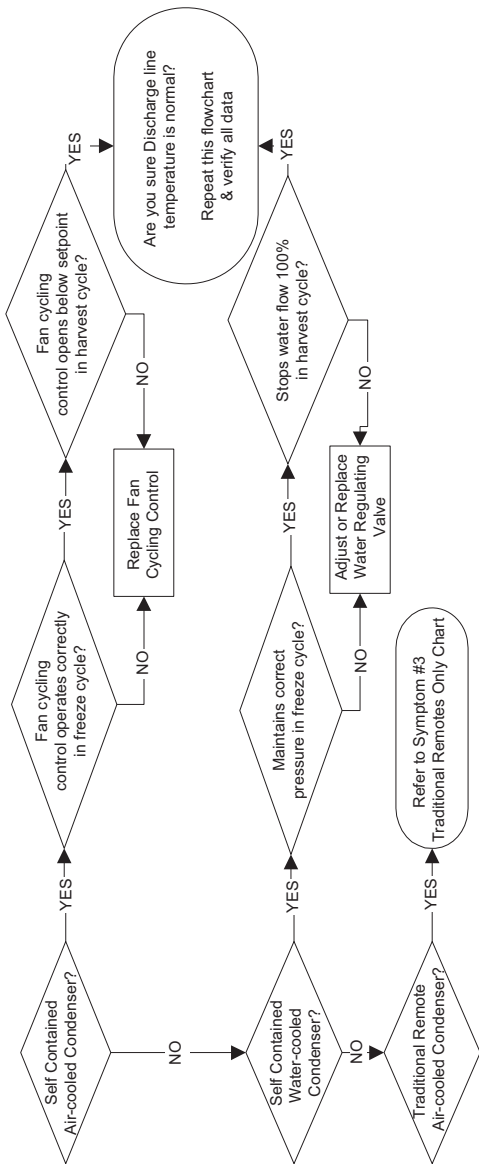 Self Contained
Air-cooled Condenser?
YES
NO
Fan cycling
control operates correctly
in freeze cycle?
YES
NO
Fan cycling
control opens below setpoint
in harvest cycle?
YES
NO
Replace Fan
Cycling Control
Are you sure Discharge line
temperature is normal?
Repeat this flowchart
& verify all data
Self Contained
Water-cooled
Condenser?
YES
NO
Maintains correct
pressure in freeze cycle?
YES
NO
Stops water flow 100%
in harvest cycle?
YES
NO
Adjust or Replace
Water Regulating
Valve
Traditional Remote
Air-cooled Condenser?
YES
Refer to Symptom #3
Traditional Remotes Only Chart